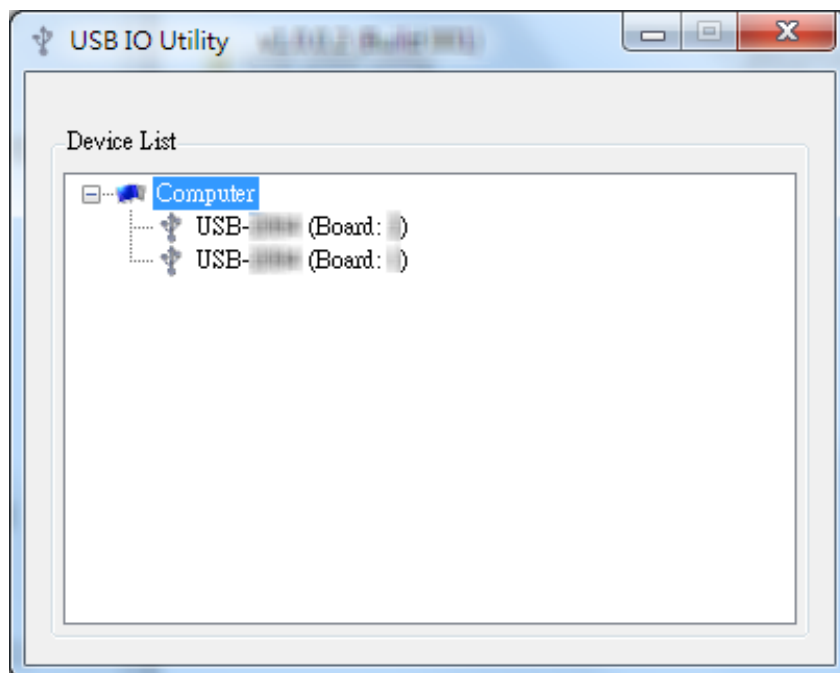 USB IO Utility
Device List
Computer
USB- (Board: )
USB- (Board: )